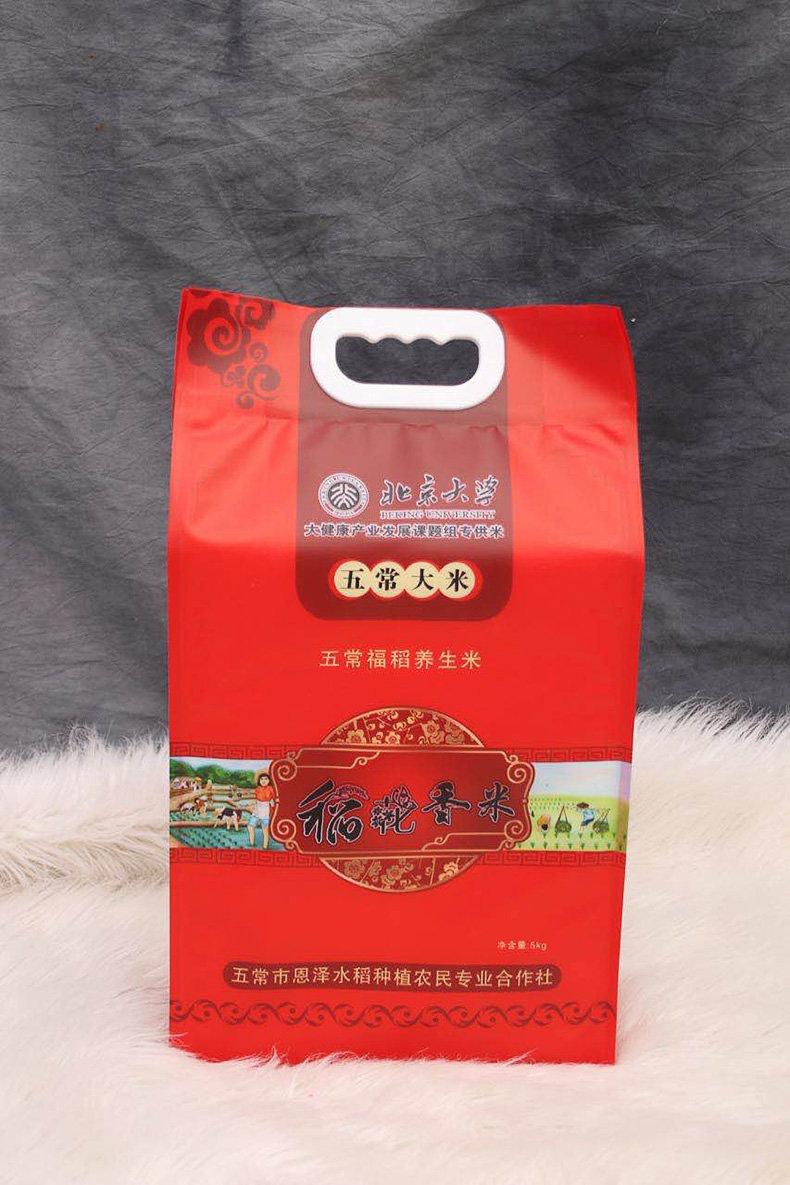 北京大学
PEKING UNIVERSITY
大健康产业发展课题组专供米
五常大米
五常福稻养生米
稻花香米
净含量:5kg
五常市恩泽水稻种植农民专业合作社